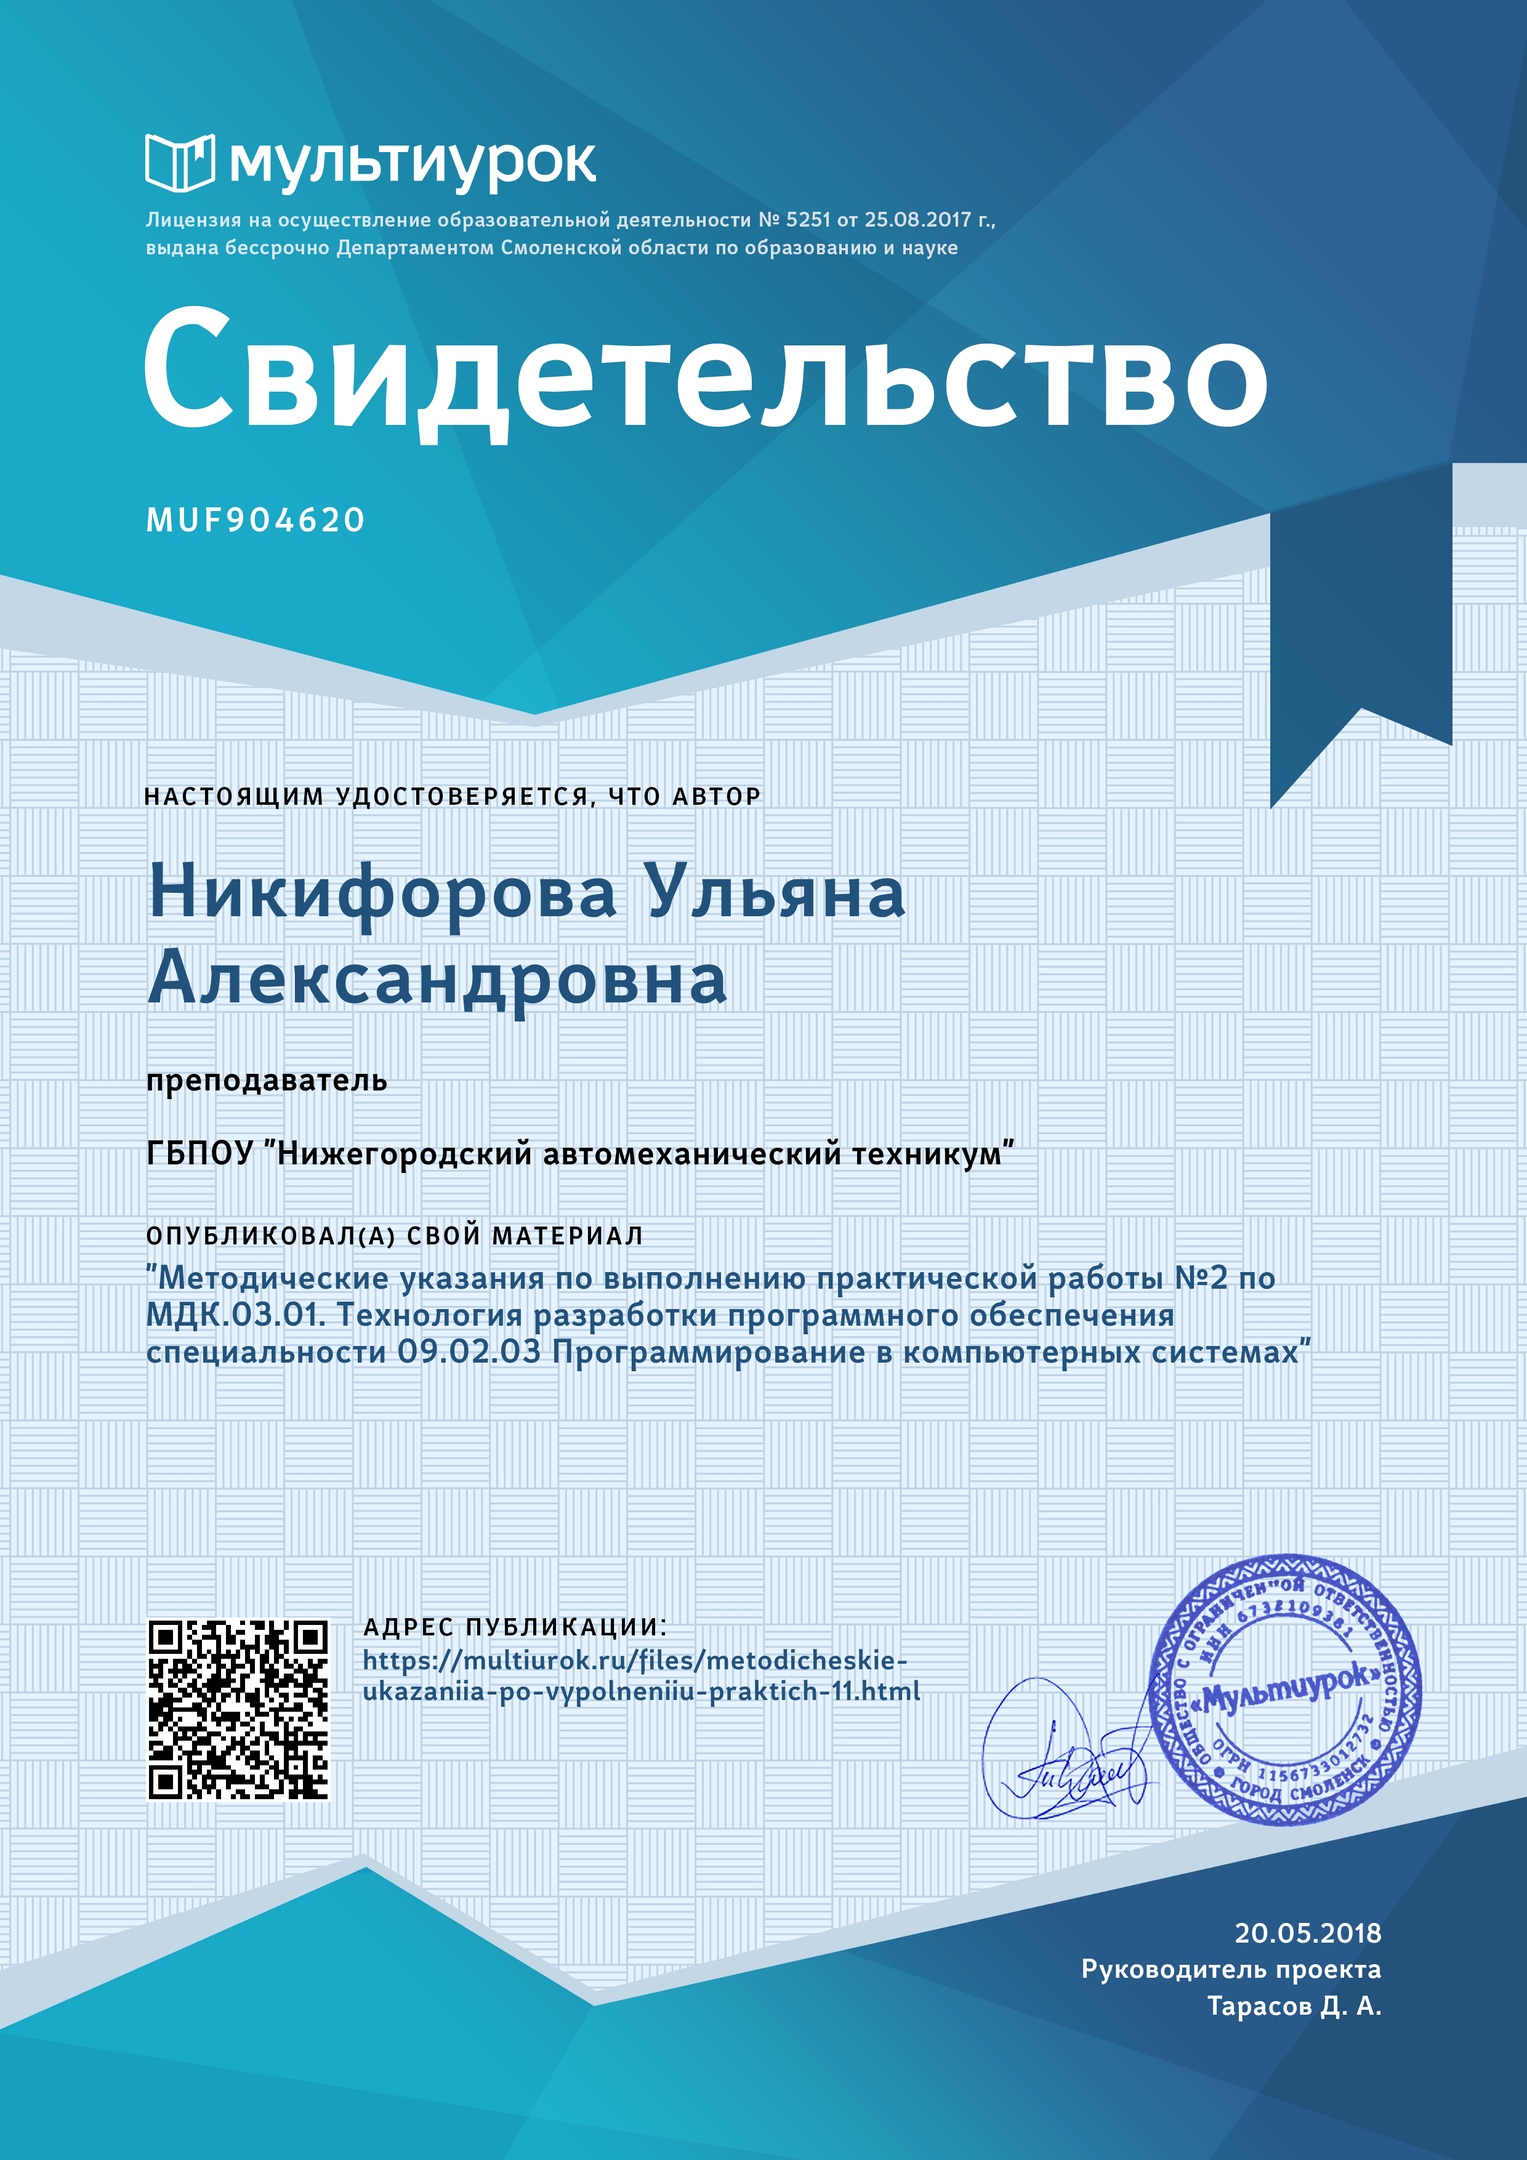 мультиурок
Лицензия на осуществление образовательной деятельности № 5251 от 25.08.2017 г.,
выдана бессрочно Департаментом Смоленской области по образованию и науке
Свидетельство
MUF904620
НАСТОЯЩИМ УДОСТОВЕРЯЕТСЯ, ЧТО АВТОР
Никифорова Ульяна
Александровна
преподаватель
ГБПОУ "Нижегородский автомеханический техникум"
ОПУБЛИКОВАЛ(А) СВОЙ МАТЕРИАЛ
"Методические указания по выполнению практической работы №2 по
МДК.03.01. Технология разработки программного обеспечения
специальности 09.02.03 Программирование в компьютерных системах"
АДРЕС ПУБЛИКАЦИИ:
https://multiurok.ru/files/metodicheskie-
ukazaniia-po-vypolneniiu-praktich-11.html
ОБЩЕСТВО С ОГРАНИЧЕННОЙ ОТВЕТСТВЕННОСТЬЮ
ИНН 6732109381
«Мультиурок»
ОГРН 1156733012732
ГОРОД СМОЛЕНСК
20.05.2018
Руководитель проекта
Тарасов Д. А.